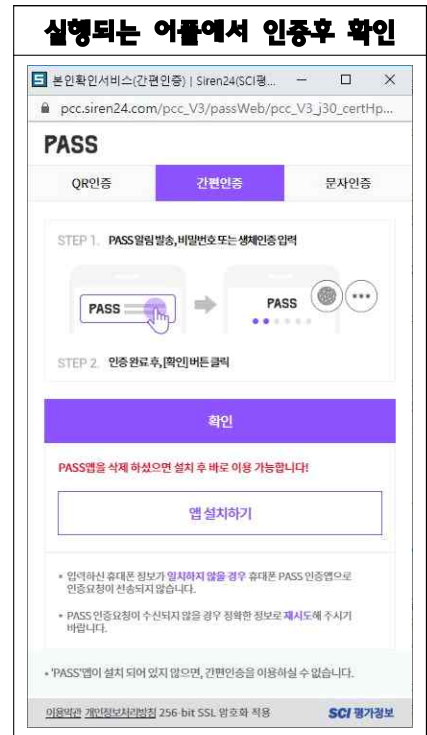 실행되는 어플에서 인증후 확인
본인확인서비스(간편인증) | Siren24(SCI평...
pcc.siren24.com/pcc_V3/passWeb/pcc_V3_j30_certHp...
PASS
QR인증 간편인증 문자인증
STEP 1. PASS 알림 발송, 비밀번호 또는 생체인증 입력
PASS PASS
STEP 2. 인증 완료 후, [확인] 버튼 클릭
확인
PASS앱을 삭제 하셨으면 설치 후 바로 이용 가능합니다!
앱 설치하기
• 입력하신 휴대폰 정보가 일치하지 않을 경우 휴대폰 PASS 인증앱으로
인증요청이 전송되지 않습니다.
• PASS 인증요청이 수신되지 않을 경우 정확한 정보로 재시도해 주시기
바랍니다.
• 'PASS'앱이 설치 되어 있지 않으면, 간편인증을 이용하실 수 없습니다.
이용약관 개인정보처리방침 256-bit SSL 암호화 적용 SCI 평가정보